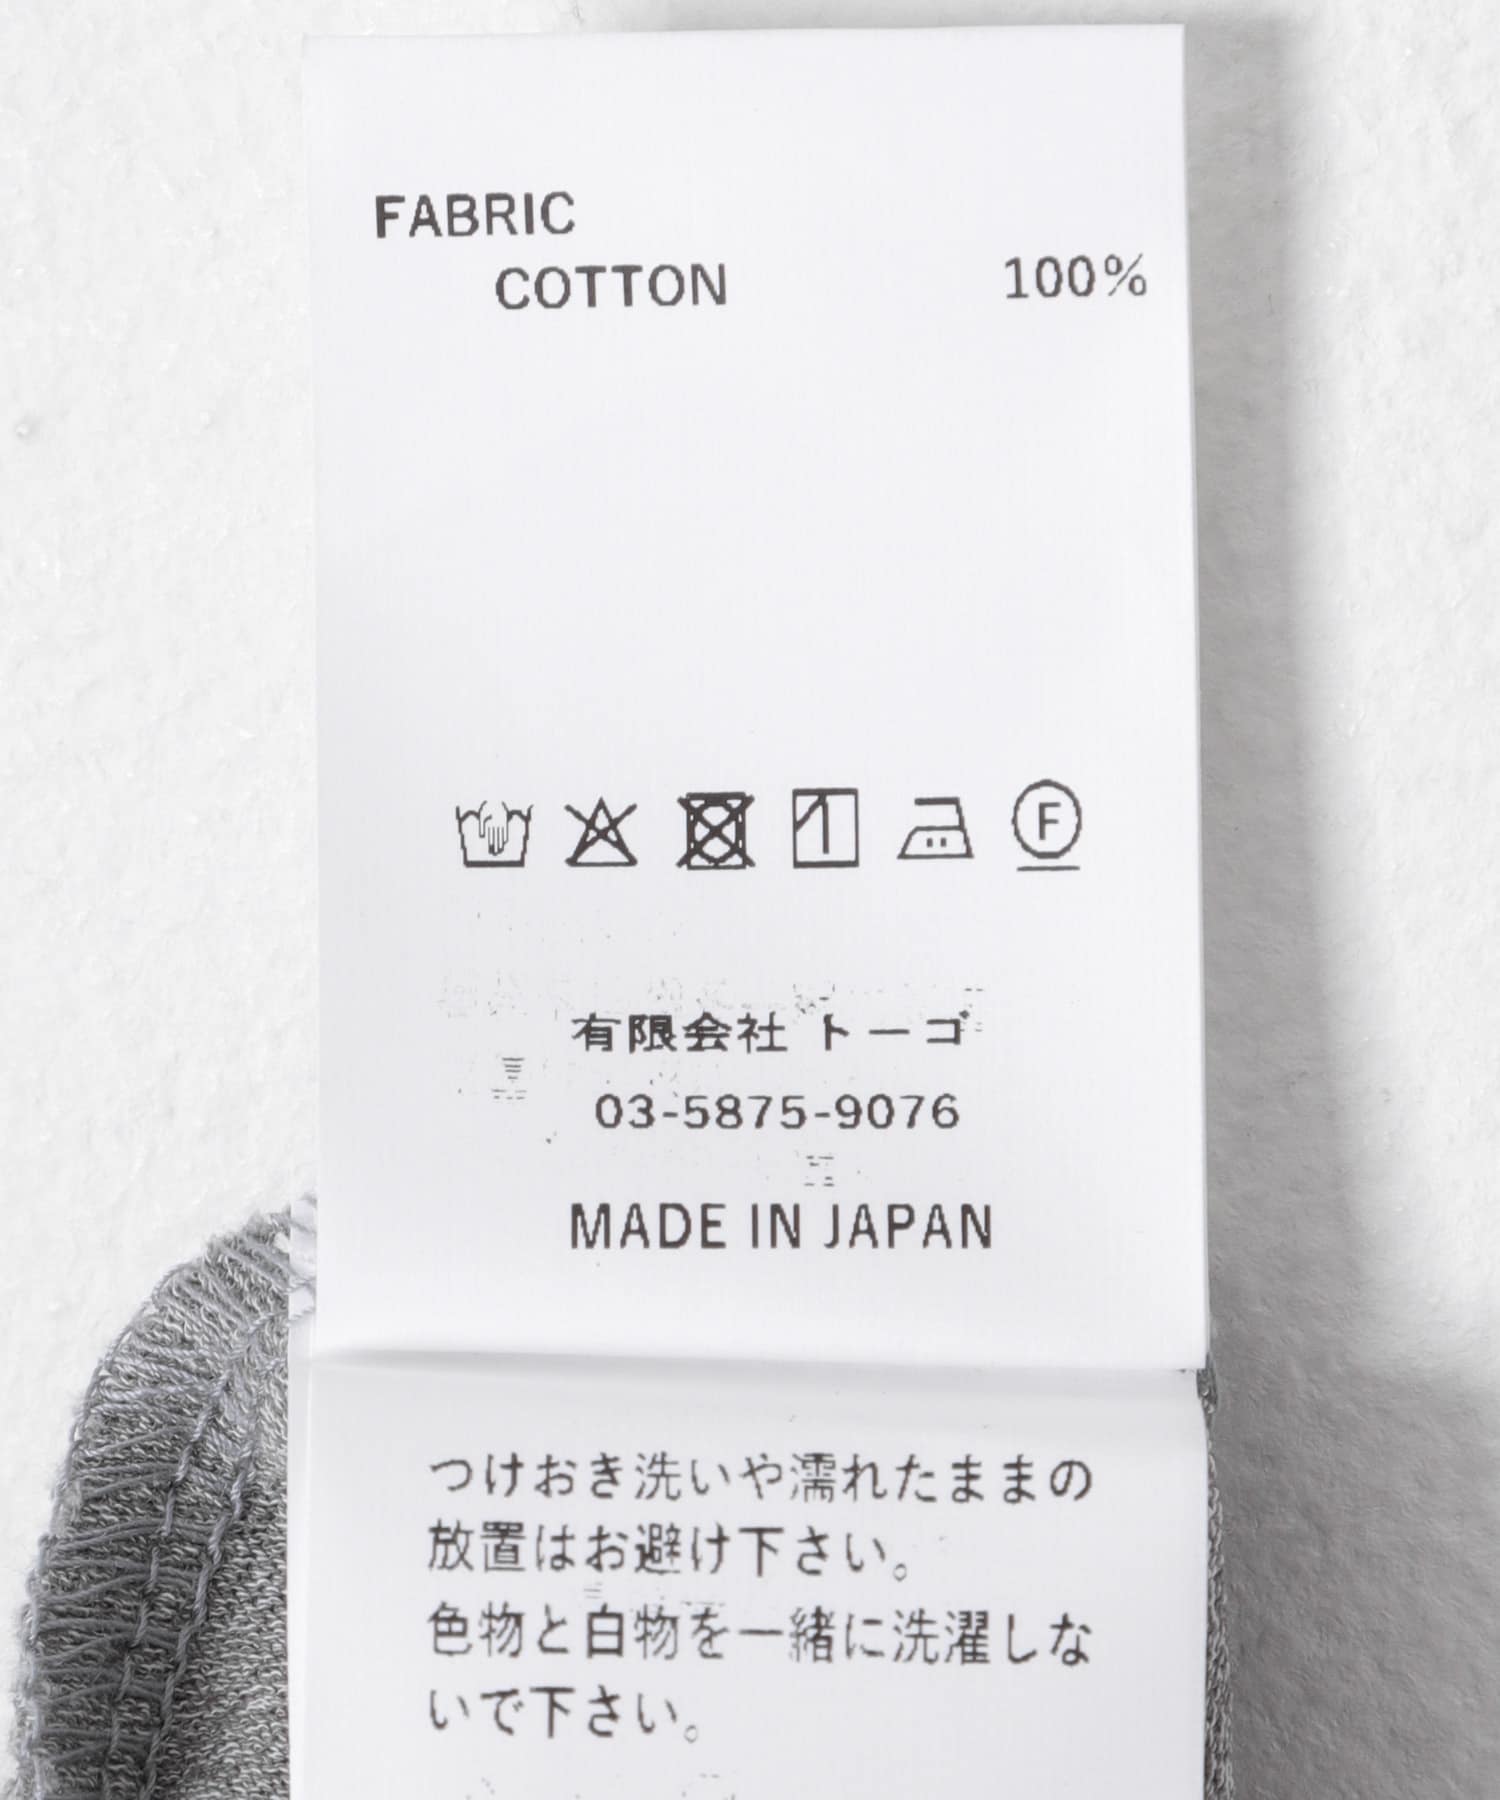 FABRIC
COTTON 100%
F
有限会社 トーゴ
03-5875-9076
MADE IN JAPAN
つけおき洗いや濡れたままの
放置はお避け下さい。
色物と白物を一緒に洗濯しな
いで下さい。